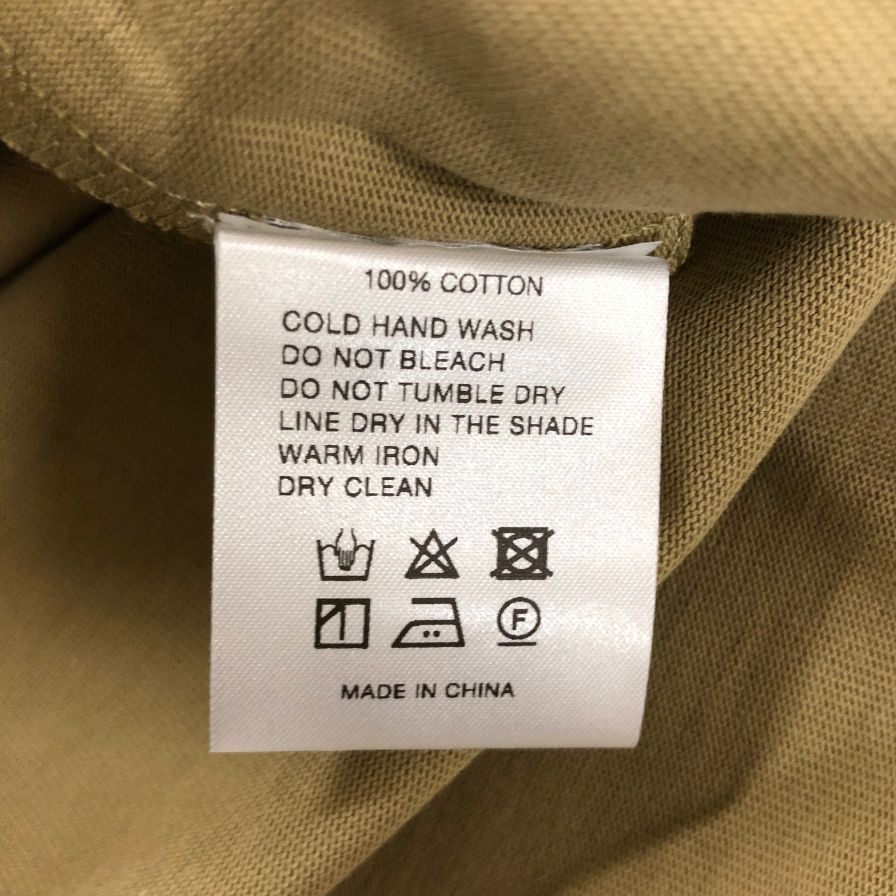 100% COTTON
COLD HAND WASH
DO NOT BLEACH
DO NOT TUMBLE DRY
LINE DRY IN THE SHADE
WARM IRON
DRY CLEAN
F
MADE IN CHINA